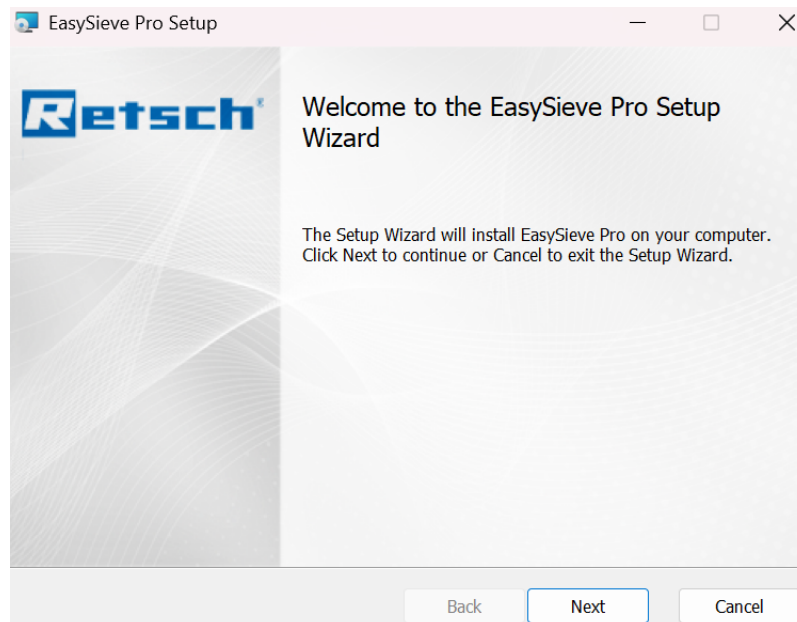 EasySieve Pro Setup
Retsch®
Welcome to the EasySieve Pro Setup
Wizard
The Setup Wizard will install EasySieve Pro on your computer.
Click Next to continue or Cancel to exit the Setup Wizard.
Back Next Cancel